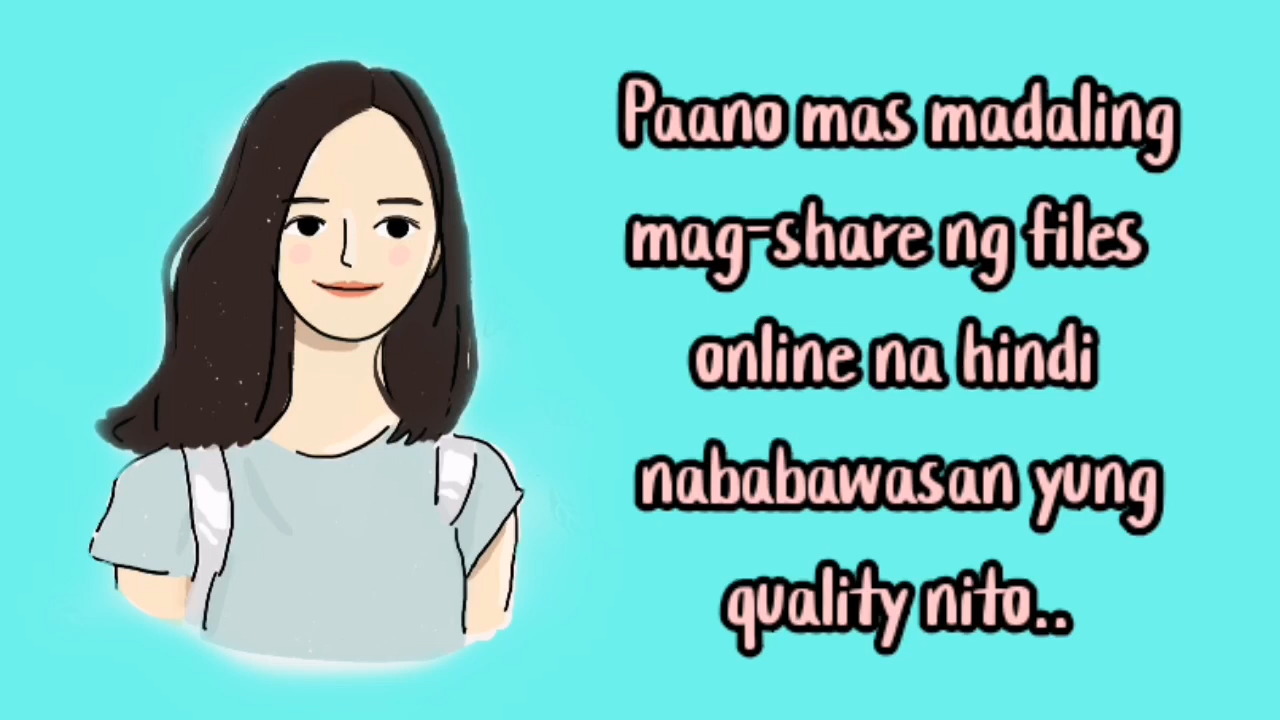 Paano mas madaling
mag-share ng files
online na hindi
nababawasan yung
quality nito..